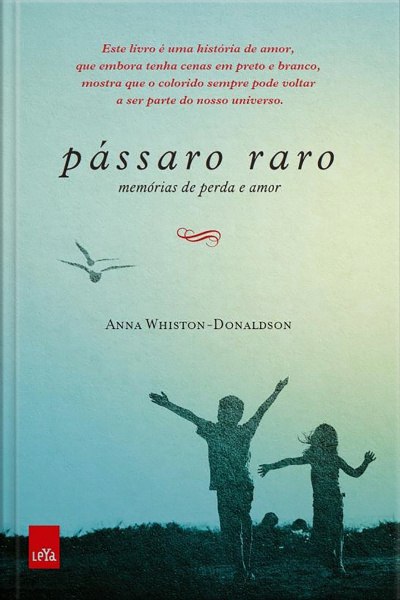 Este livro é uma história de amor,
que embora tenha cenas em preto e branco,
mostra que o colorido sempre pode voltar
a ser parte do nosso universo.
pássaro raro
memórias de perda e amor
Anna Whiston-Donaldson
LeYa